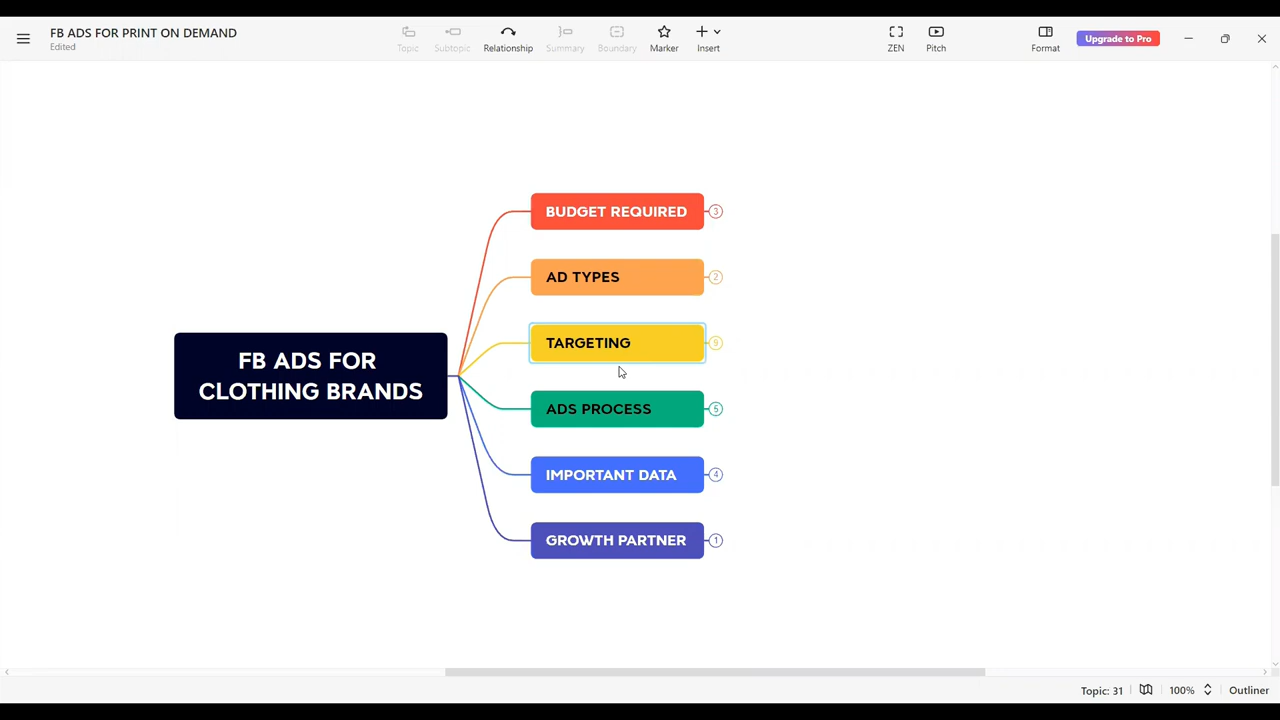 FB ADS FOR PRINT ON DEMAND
Edited
Topic
Subtopic
Relationship
Summary
Boundary
Marker
Insert
ZEN
Pitch
Format
Upgrade to Pro
BUDGET REQUIRED 3
AD TYPES 2
TARGETING 9
FB ADS FOR
CLOTHING BRANDS
ADS PROCESS 5
IMPORTANT DATA 4
GROWTH PARTNER 1
Topic: 31
100%
Outliner